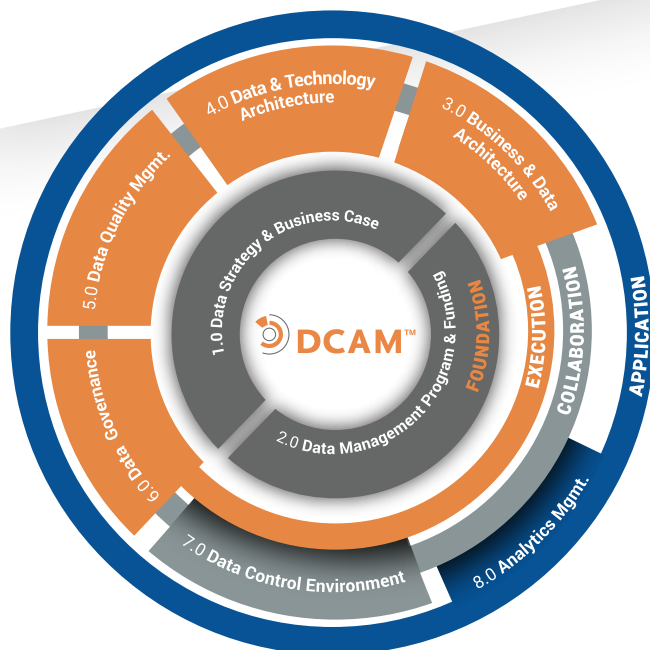 DCAM™
1.0 Data Strategy & Business Case
2.0 Data Management Program & Funding
FOUNDATION
3.0 Business & Data
Architecture
4.0 Data & Technology
Architecture
5.0 Data Quality Mgmt.
6.0 Data Governance
EXECUTION
7.0 Data Control Environment
COLLABORATION
8.0 Analytics Mgmt.
APPLICATION